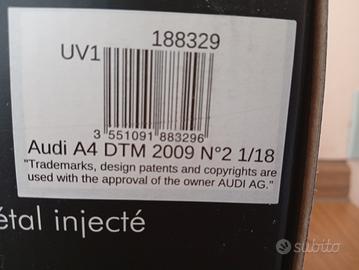 188329
UV1
3 551091 883296
Audi A4 DTM 2009 N°2 1/18
"Trademarks, design patents and copyrights are
used with the approval of the owner AUDI AG."
étal injecté
subito